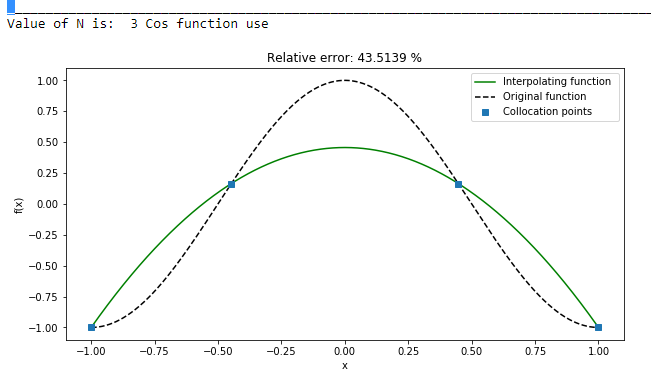 Value of N is:  3 Cos function use
Relative error: 43.5139 %
Interpolating function
Original function
Collocation points
1.00
0.75
0.50
0.25
0.00
−0.25
−0.50
−0.75
−1.00
f(x)
−1.00 −0.75 −0.50 −0.25 0.00 0.25 0.50 0.75 1.00
x